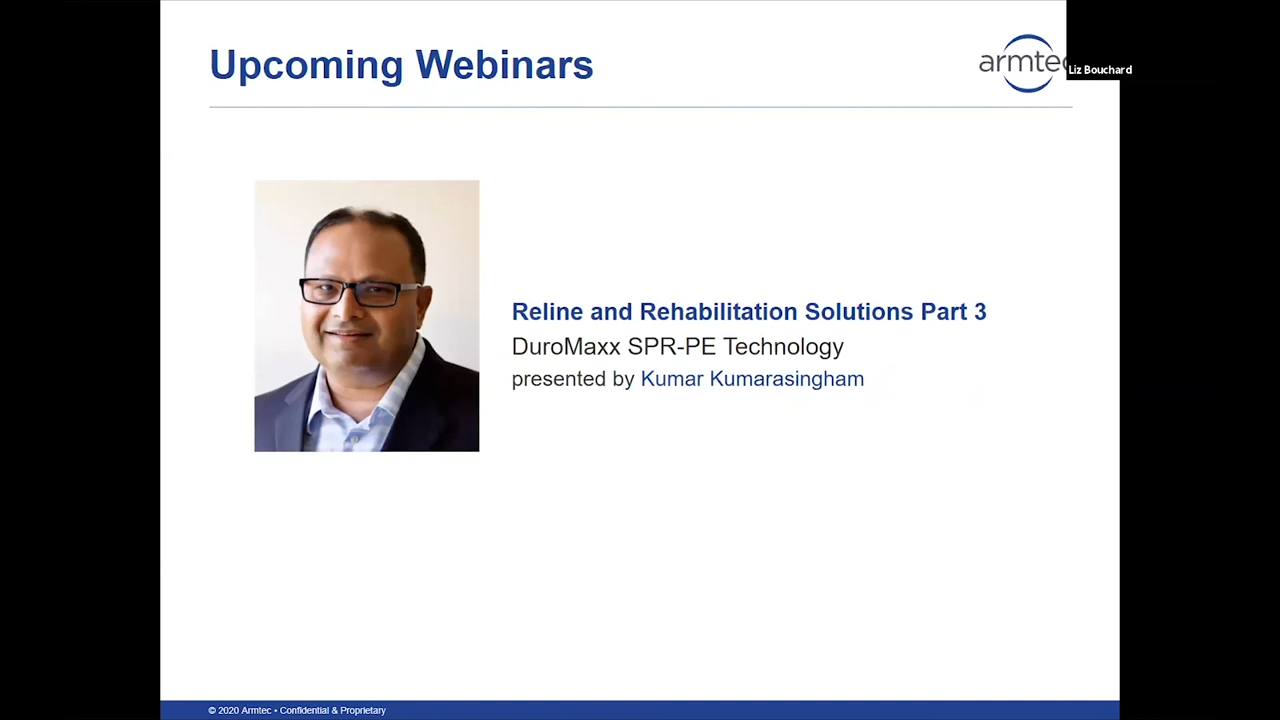 Upcoming Webinars
armtec
Liz Bouchard
Reline and Rehabilitation Solutions Part 3
DuroMaxx SPR-PE Technology
presented by Kumar Kumarasingham
© 2020 Armtec • Confidential & Proprietary